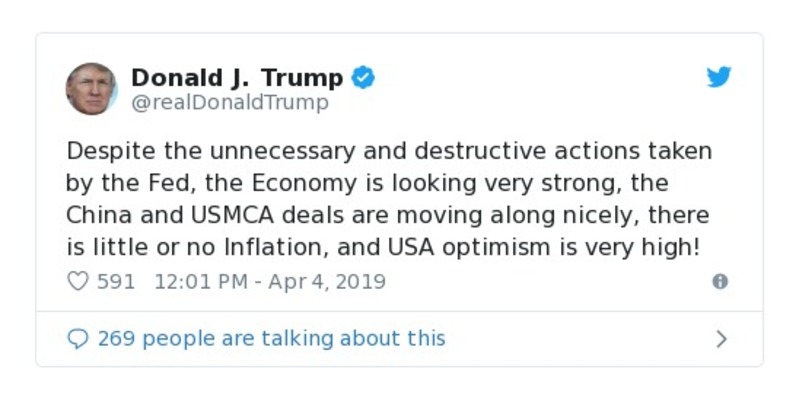 Donald J. Trump
@realDonaldTrump
Despite the unnecessary and destructive actions taken
by the Fed, the Economy is looking very strong, the
China and USMCA deals are moving along nicely, there
is little or no Inflation, and USA optimism is very high!
591 12:01 PM - Apr 4, 2019
269 people are talking about this